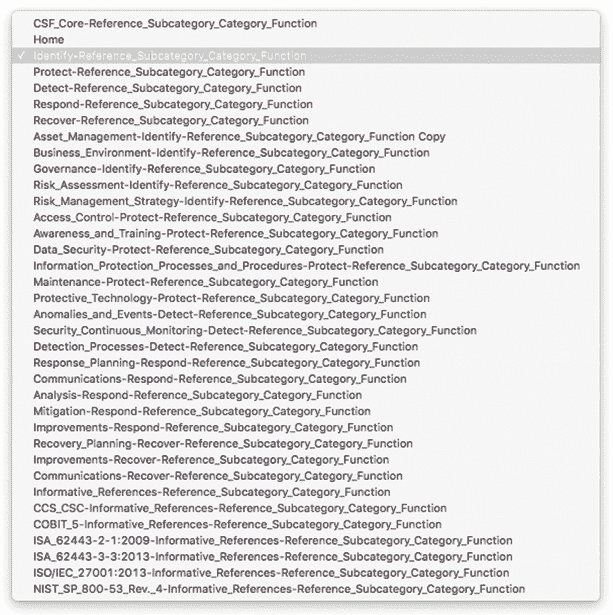 CSF_Core-Reference_Subcategory_Category_Function
Home
✓ Identify-Reference_Subcategory_Category_Function
Protect-Reference_Subcategory_Category_Function
Detect-Reference_Subcategory_Category_Function
Respond-Reference_Subcategory_Category_Function
Recover-Reference_Subcategory_Category_Function
Asset_Management-Identify-Reference_Subcategory_Category_Function Copy
Business_Environment-Identify-Reference_Subcategory_Category_Function
Governance-Identify-Reference_Subcategory_Category_Function
Risk_Assessment-Identify-Reference_Subcategory_Category_Function
Risk_Management_Strategy-Identify-Reference_Subcategory_Category_Function
Access_Control-Protect-Reference_Subcategory_Category_Function
Awareness_and_Training-Protect-Reference_Subcategory_Category_Function
Data_Security-Protect-Reference_Subcategory_Category_Function
Information_Protection_Processes_and_Procedures-Protect-Reference_Subcategory_Category_Function
Maintenance-Protect-Reference_Subcategory_Category_Function
Protective_Technology-Protect-Reference_Subcategory_Category_Function
Anomalies_and_Events-Detect-Reference_Subcategory_Category_Function
Security_Continuous_Monitoring-Detect-Reference_Subcategory_Category_Function
Detection_Processes-Detect-Reference_Subcategory_Category_Function
Response_Planning-Respond-Reference_Subcategory_Category_Function
Communications-Respond-Reference_Subcategory_Category_Function
Analysis-Respond-Reference_Subcategory_Category_Function
Mitigation-Respond-Reference_Subcategory_Category_Function
Improvements-Respond-Reference_Subcategory_Category_Function
Recovery_Planning-Recover-Reference_Subcategory_Category_Function
Improvements-Recover-Reference_Subcategory_Category_Function
Communications-Recover-Reference_Subcategory_Category_Function
Informative_References-Reference_Subcategory_Category_Function
CCS_CSC-Informative_References-Reference_Subcategory_Category_Function
COBIT_5-Informative_References-Reference_Subcategory_Category_Function
ISA_62443-2-1:2009-Informative_References-Reference_Subcategory_Category_Function
ISA_62443-3-3:2013-Informative_References-Reference_Subcategory_Category_Function
ISO/IEC_27001:2013-Informative_References-Reference_Subcategory_Category_Function
NIST_SP_800-53_Rev._4-Informative_References-Reference_Subcategory_Category_Function